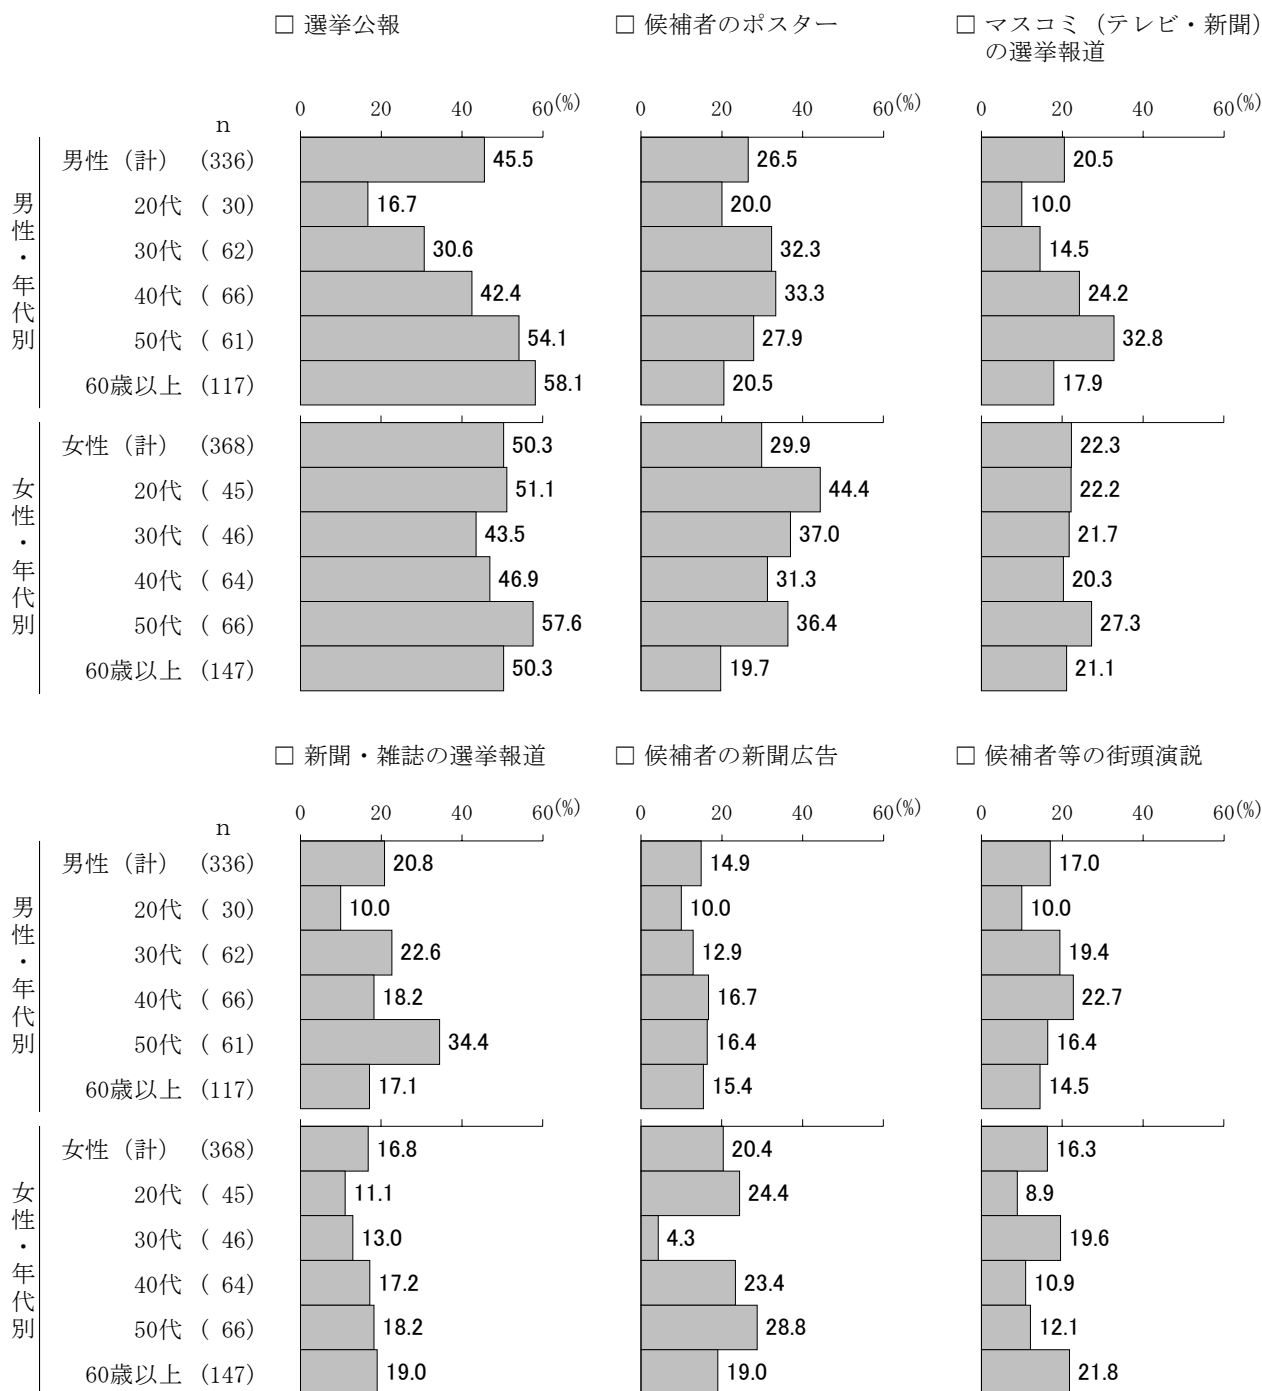 □ 選挙公報 □ 候補者のポスター □ マスコミ（テレビ・新聞）
の選挙報道
0 20 40 60(%) 0 20 40 60(%) 0 20 40 60(%)
n
男性・年代別
男性（計） (336) 45.5 26.5 20.5
20代 ( 30) 16.7 20.0 10.0
30代 ( 62) 30.6 32.3 14.5
40代 ( 66) 42.4 33.3 24.2
50代 ( 61) 54.1 27.9 32.8
60歳以上 (117) 58.1 20.5 17.9
女性・年代別
女性（計） (368) 50.3 29.9 22.3
20代 ( 45) 51.1 44.4 22.2
30代 ( 46) 43.5 37.0 21.7
40代 ( 64) 46.9 31.3 20.3
50代 ( 66) 57.6 36.4 27.3
60歳以上 (147) 50.3 19.7 21.1
□ 新聞・雑誌の選挙報道 □ 候補者の新聞広告 □ 候補者等の街頭演説
0 20 40 60(%) 0 20 40 60(%) 0 20 40 60(%)
n
男性・年代別
男性（計） (336) 20.8 14.9 17.0
20代 ( 30) 10.0 10.0 10.0
30代 ( 62) 22.6 12.9 19.4
40代 ( 66) 18.2 16.7 22.7
50代 ( 61) 34.4 16.4 16.4
60歳以上 (117) 17.1 15.4 14.5
女性・年代別
女性（計） (368) 16.8 20.4 16.3
20代 ( 45) 11.1 24.4 8.9
30代 ( 46) 13.0 4.3 19.6
40代 ( 64) 17.2 23.4 10.9
50代 ( 66) 18.2 28.8 12.1
60歳以上 (147) 19.0 19.0 21.8